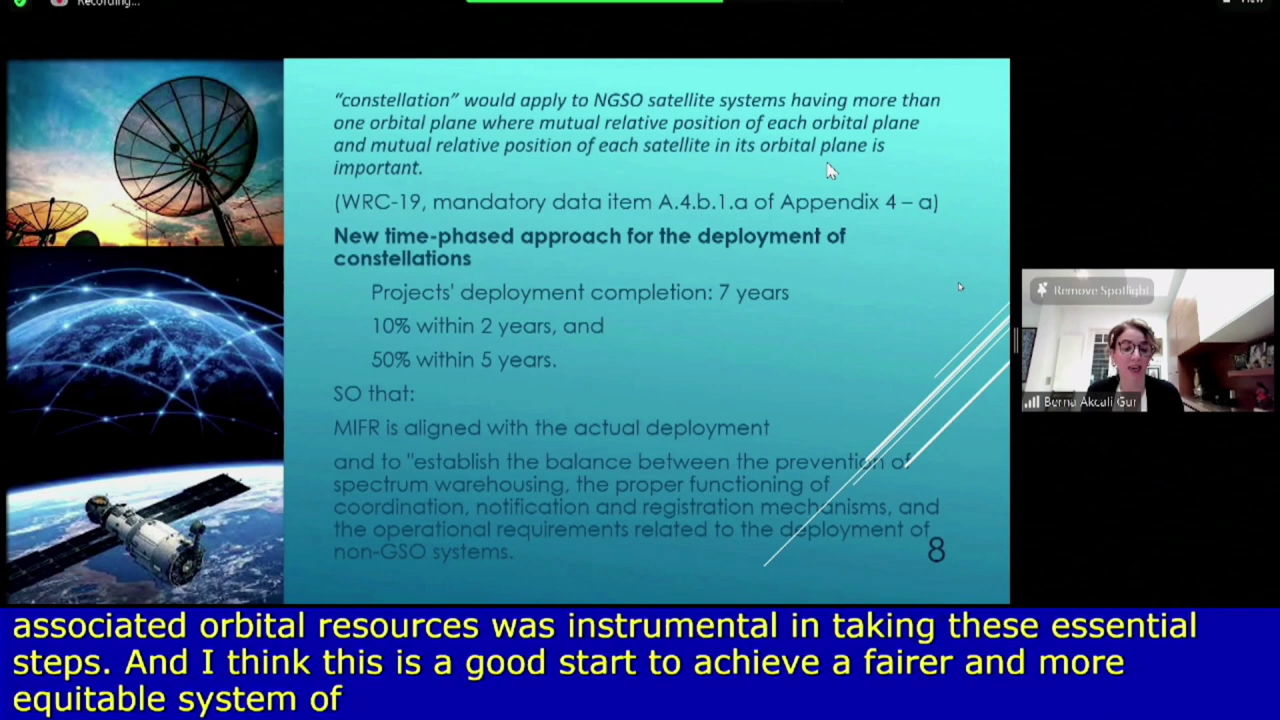 Recording...
View
“constellation” would apply to NGSO satellite systems having more than
one orbital plane where mutual relative position of each orbital plane
and mutual relative position of each satellite in its orbital plane is
important.
(WRC-19, mandatory data item A.4.b.1.a of Appendix 4 – a)
New time-phased approach for the deployment of
constellations
Projects' deployment completion: 7 years
10% within 2 years, and
50% within 5 years.
SO that:
MIFR is aligned with the actual deployment
and to "establish the balance between the prevention of
spectrum warehousing, the proper functioning of
coordination, notification and registration mechanisms, and
the operational requirements related to the deployment of
non-GSO systems.
8
Remove Spotlight
Berna Akcali Gur
associated orbital resources was instrumental in taking these essential
steps. And I think this is a good start to achieve a fairer and more
equitable system of